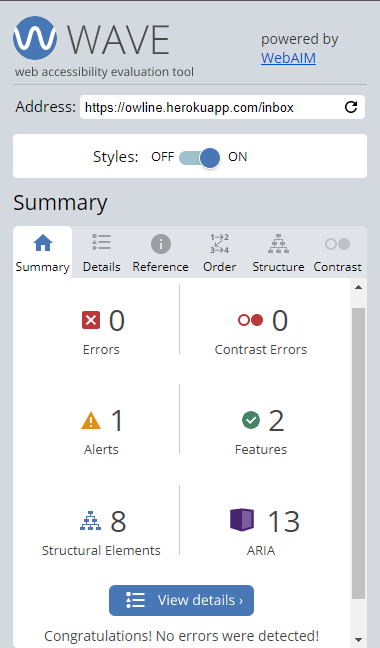 WAVE
web accessibility evaluation tool
powered by
WebAIM
Address: https://owline.herokuapp.com/inbox
Styles: OFF ON
Summary
Summary Details Reference Order Structure Contrast
0 0
Errors Contrast Errors
1 2
Alerts Features
8 13
Structural Elements ARIA
View details ›
Congratulations! No errors were detected!